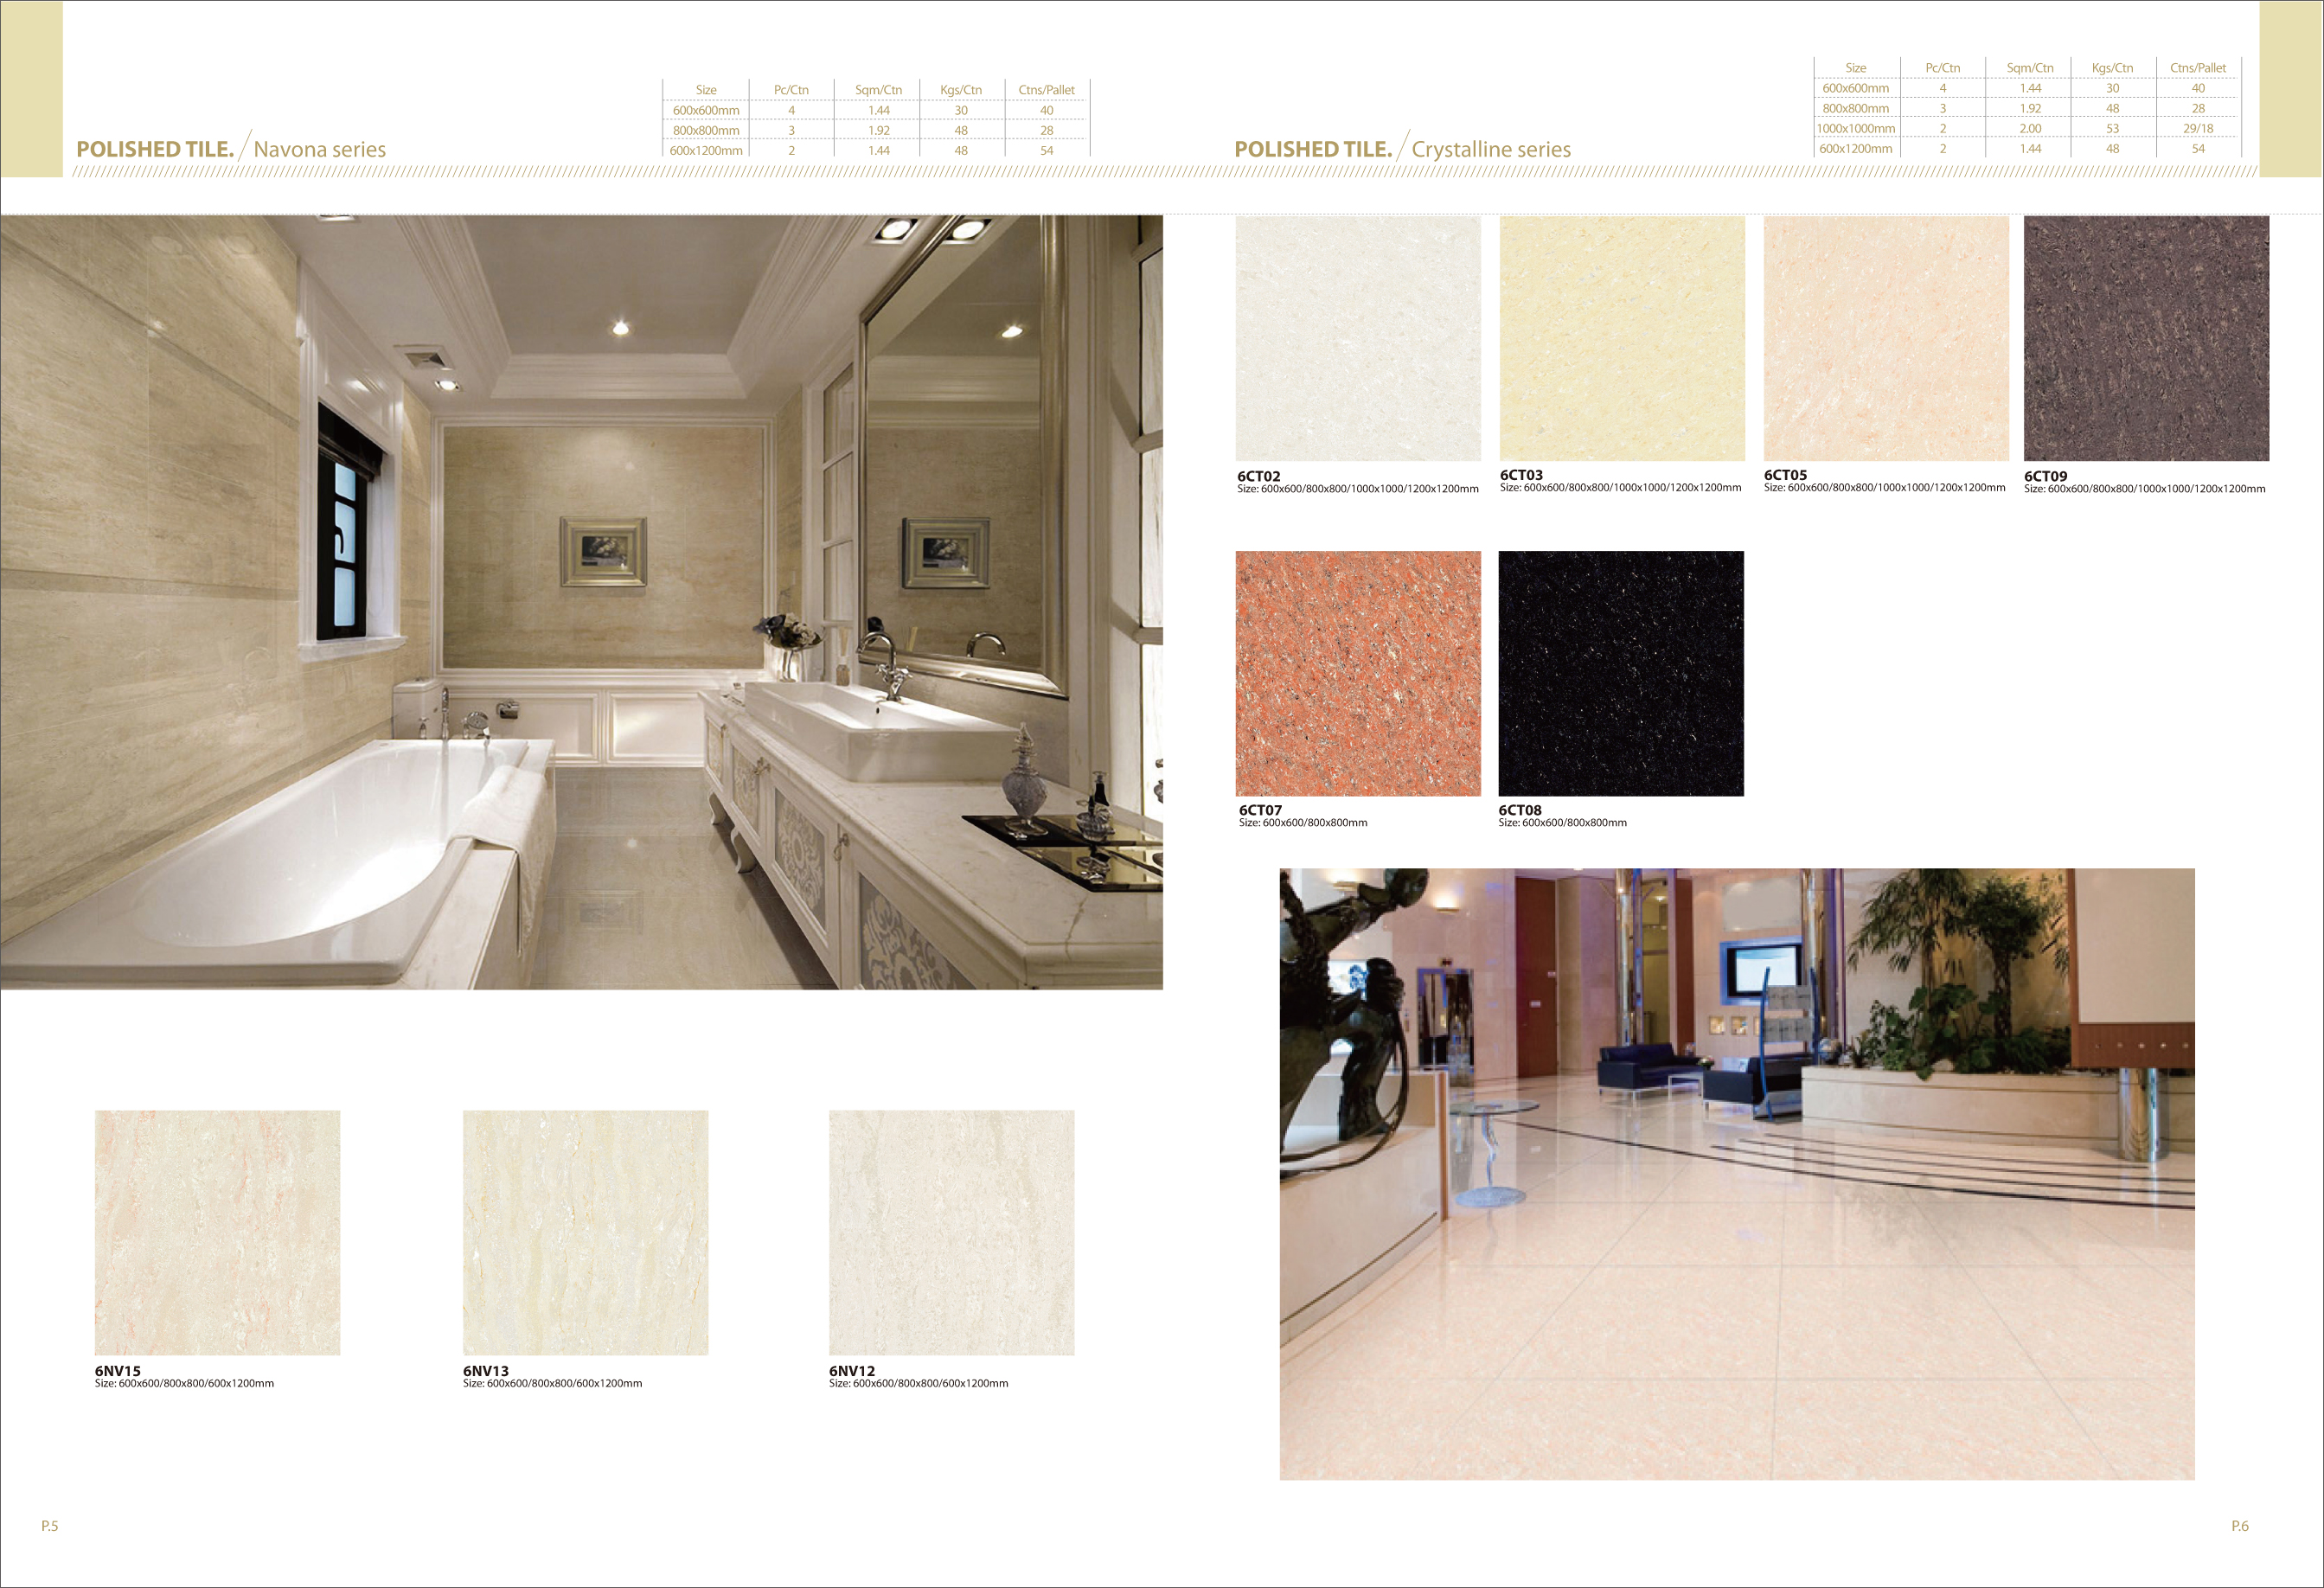 POLISHED TILE. / Navona series
Size Pc/Ctn Sqm/Ctn Kgs/Ctn Ctns/Pallet
600x600mm 4 1.44 30 40
800x800mm 3 1.92 48 28
600x1200mm 2 1.44 48 54
6NV15
Size: 600x600/800x800/600x1200mm
6NV13
Size: 600x600/800x800/600x1200mm
6NV12
Size: 600x600/800x800/600x1200mm
P.5
POLISHED TILE. / Crystalline series
Size Pc/Ctn Sqm/Ctn Kgs/Ctn Ctns/Pallet
600x600mm 4 1.44 30 40
800x800mm 3 1.92 48 28
1000x1000mm 2 2.00 53 29/18
600x1200mm 2 1.44 48 54
6CT02
Size: 600x600/800x800/1000x1000/1200x1200mm
6CT03
Size: 600x600/800x800/1000x1000/1200x1200mm
6CT05
Size: 600x600/800x800/1000x1000/1200x1200mm
6CT09
Size: 600x600/800x800/1000x1000/1200x1200mm
6CT07
Size: 600x600/800x800mm
6CT08
Size: 600x600/800x800mm
P.6